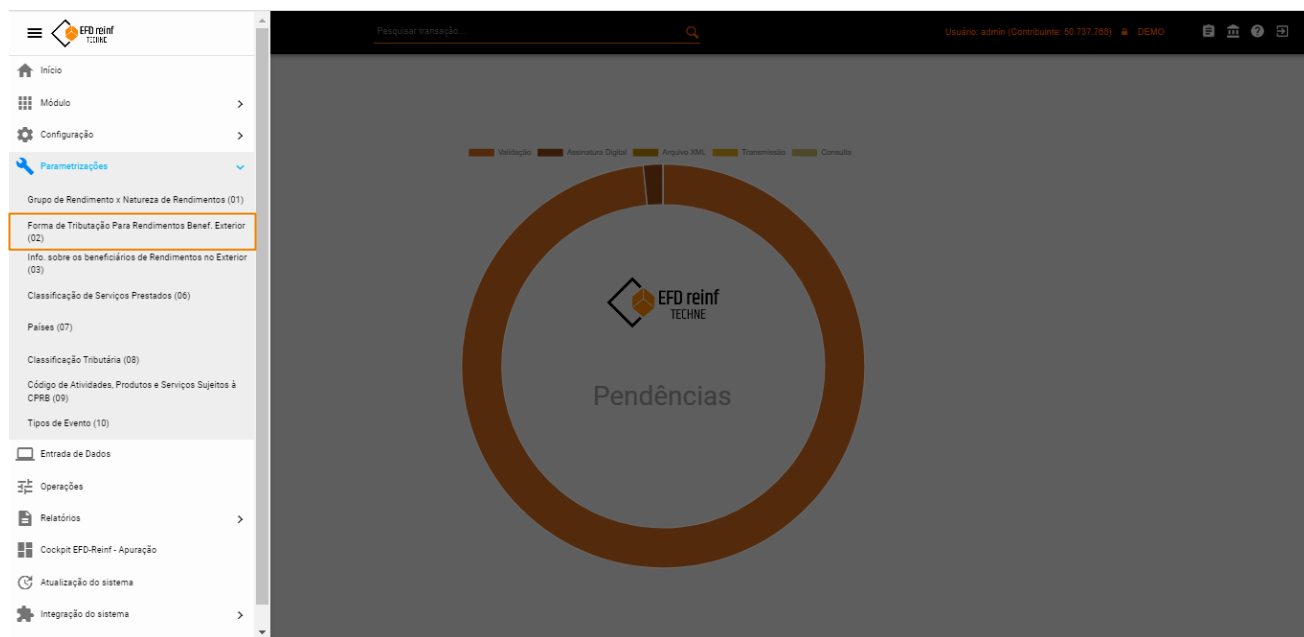 EFD reinf
TECHNE
Pesquisar transação...
Usuário: admin (Contribuinte: 50.737.766)
DEMO
Início
Módulo
Configuração
Parametrizações
Grupo de Rendimento x Natureza de Rendimentos (01)
Forma de Tributação Para Rendimentos Benef. Exterior
(02)
Info. sobre os beneficiários de Rendimentos no Exterior
(03)
Classificação de Serviços Prestados (06)
Países (07)
Classificação Tributária (08)
Código de Atividades, Produtos e Serviços Sujeitos à
CPRB (09)
Tipos de Evento (10)
Entrada de Dados
Operações
Relatórios
Cockpit EFD-Reinf - Apuração
Atualização do sistema
Integração do sistema
Validação Assinatura Digital Arquivo XML Transmissão Consulta
EFD reinf
TECHNE
Pendências